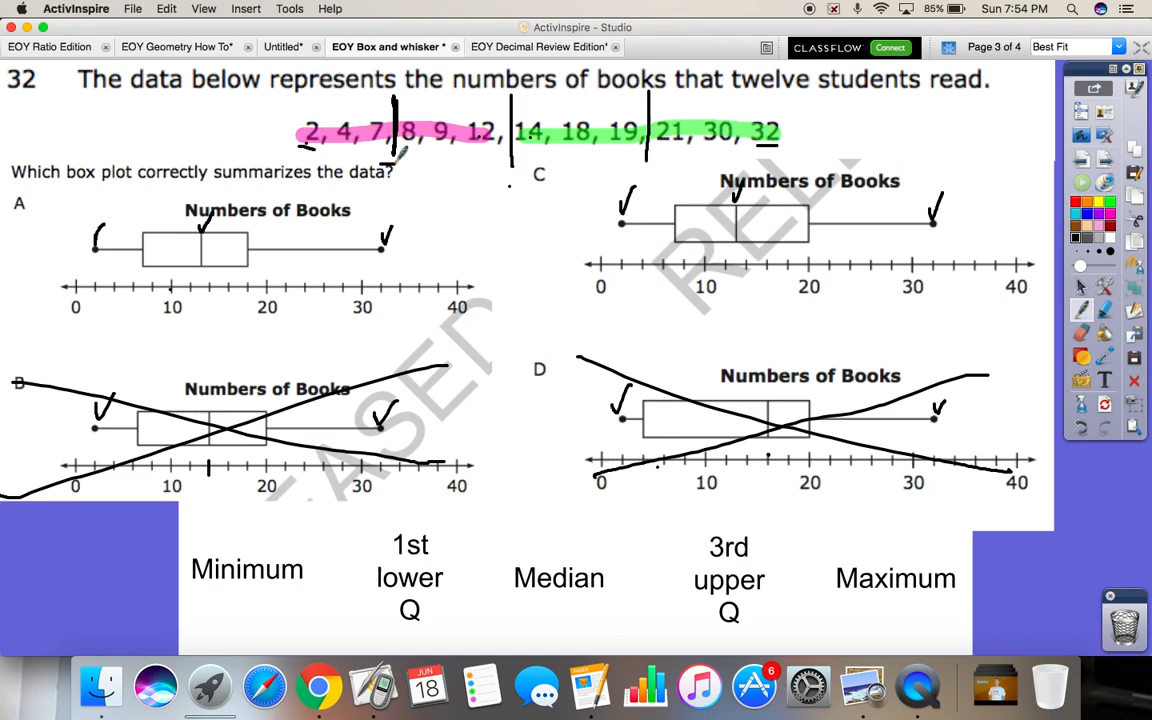 ActivInspire File Edit View Insert Tools Help 85% Sun 7:54 PM
ActivInspire - Studio
EOY Ratio Edition EOY Geometry How To* Untitled* EOY Box and whisker * EOY Decimal Review Edition* CLASSFLOW Connect Page 3 of 4 Best Fit
32 The data below represents the numbers of books that twelve students read.
2, 4, 7, 8, 9, 12, 14, 18, 19, 21, 30, 32
Which box plot correctly summarizes the data?
A
Numbers of Books
0 10 20 30 40
B
Numbers of Books
0 10 20 30 40
C
Numbers of Books
0 10 20 30 40
D
Numbers of Books
0 10 20 30 40
Minimum
1st
lower
Q
Median
3rd
upper
Q
Maximum
T
JUN
18
6